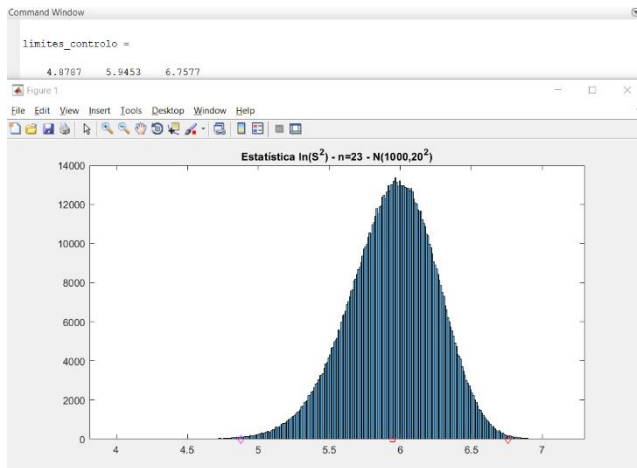 Command Window
limites_controlo =
4.8787 5.9453 6.7577
Figure 1
File Edit View Insert Tools Desktop Window Help
Estatística ln(S²) - n=23 - N(1000,20²)
14000
12000
10000
8000
6000
4000
2000
0
4 4.5 5 5.5 6 6.5 7